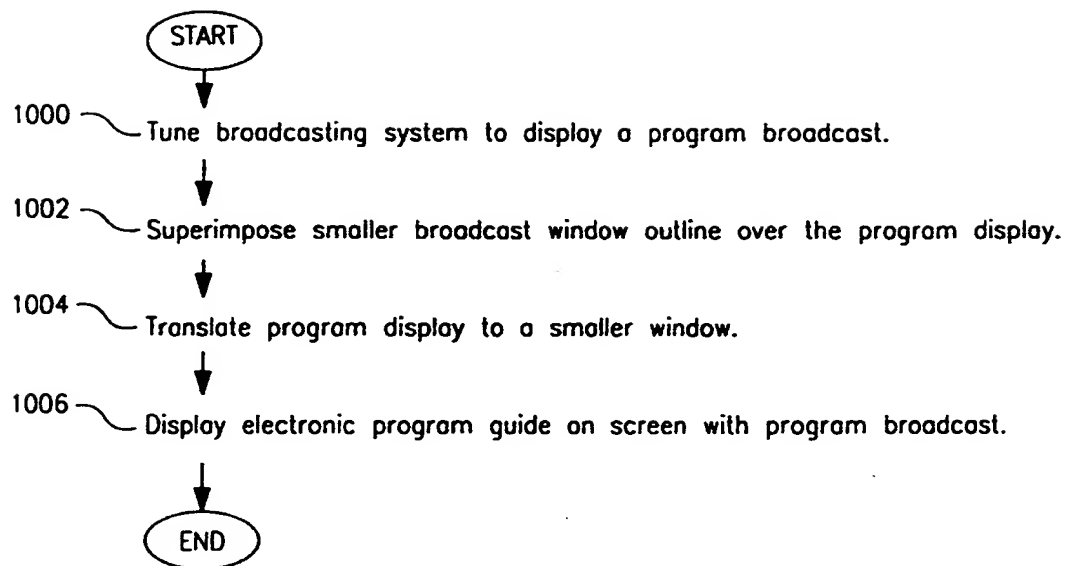 START
1000
Tune broadcasting system to display a program broadcast.
1002
Superimpose smaller broadcast window outline over the program display.
1004
Translate program display to a smaller window.
1006
Display electronic program guide on screen with program broadcast.
END